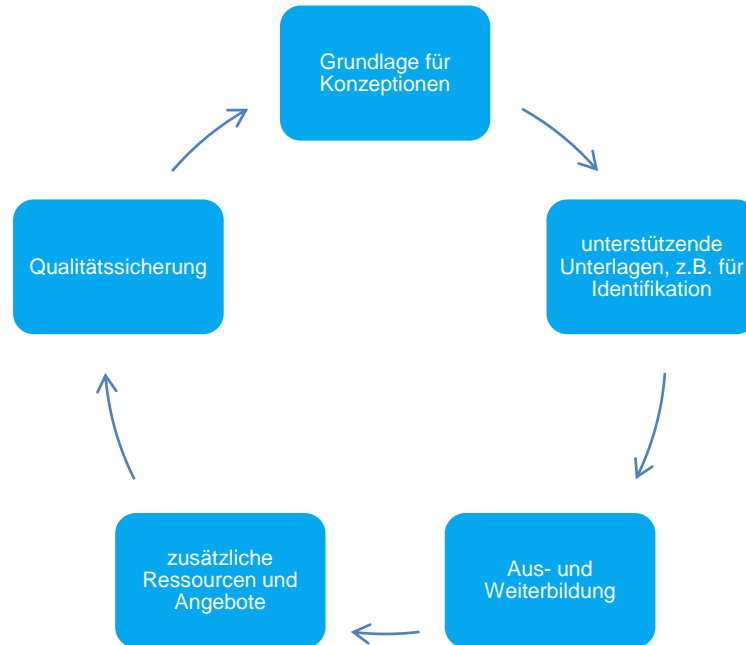 Grundlage für
Konzeptionen
unterstützende
Unterlagen, z.B. für
Identifikation
Aus- und
Weiterbildung
zusätzliche
Ressourcen und
Angebote
Qualitätssicherung